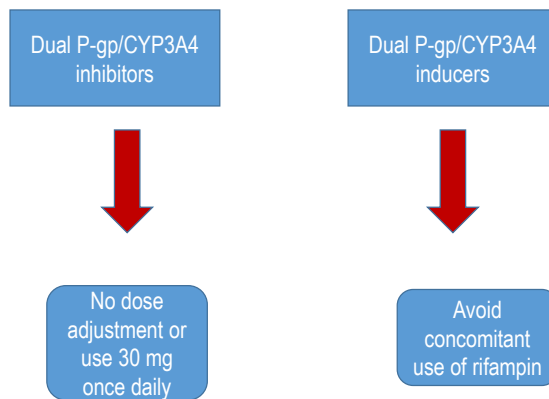 Dual P-gp/CYP3A4
inhibitors
Dual P-gp/CYP3A4
inducers
No dose
adjustment or
use 30 mg
once daily
Avoid
concomitant
use of rifampin